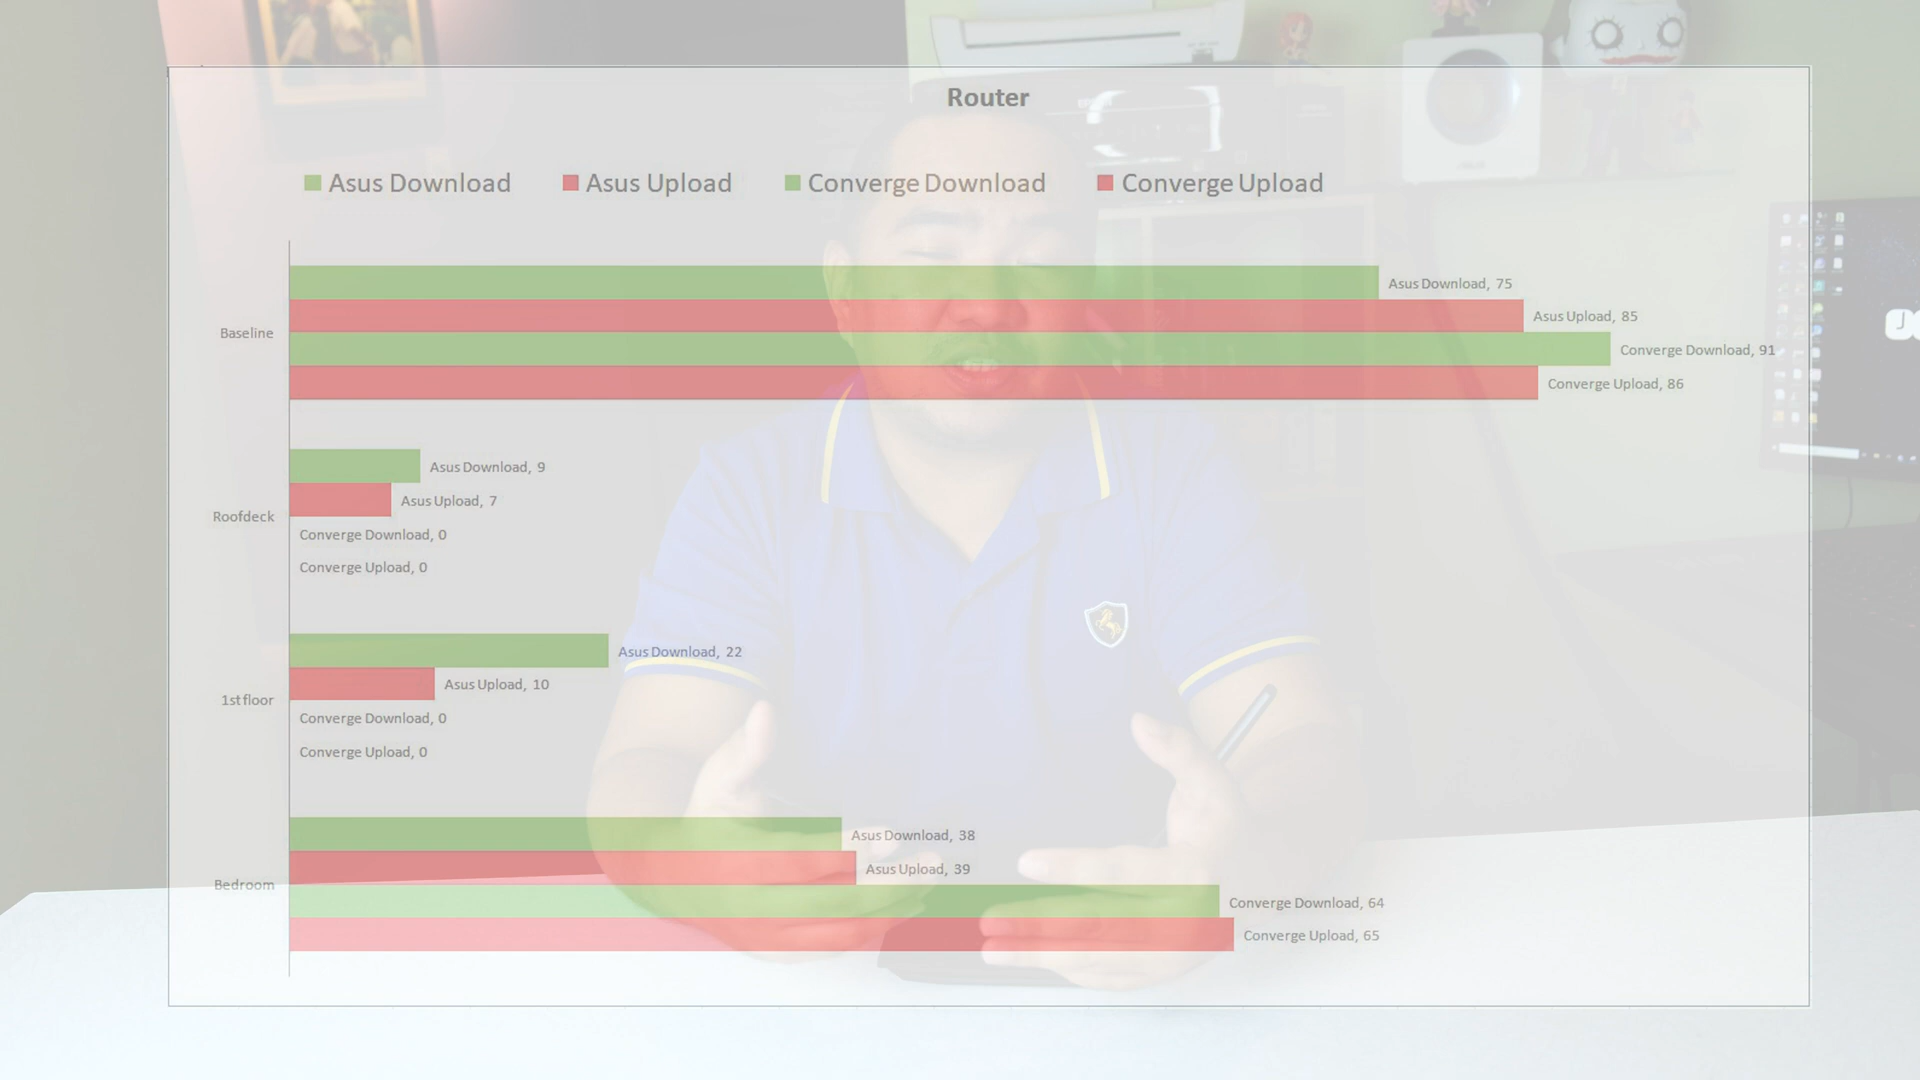 Router
Asus Download Asus Upload Converge Download Converge Upload
Asus Download, 75
Asus Upload, 85
Baseline
Converge Download, 91
Converge Upload, 86
Asus Download, 9
Asus Upload, 7
Roofdeck
Converge Download, 0
Converge Upload, 0
Asus Download, 22
Asus Upload, 10
1st floor
Converge Download, 0
Converge Upload, 0
Asus Download, 38
Asus Upload, 39
Bedroom
Converge Download, 64
Converge Upload, 65